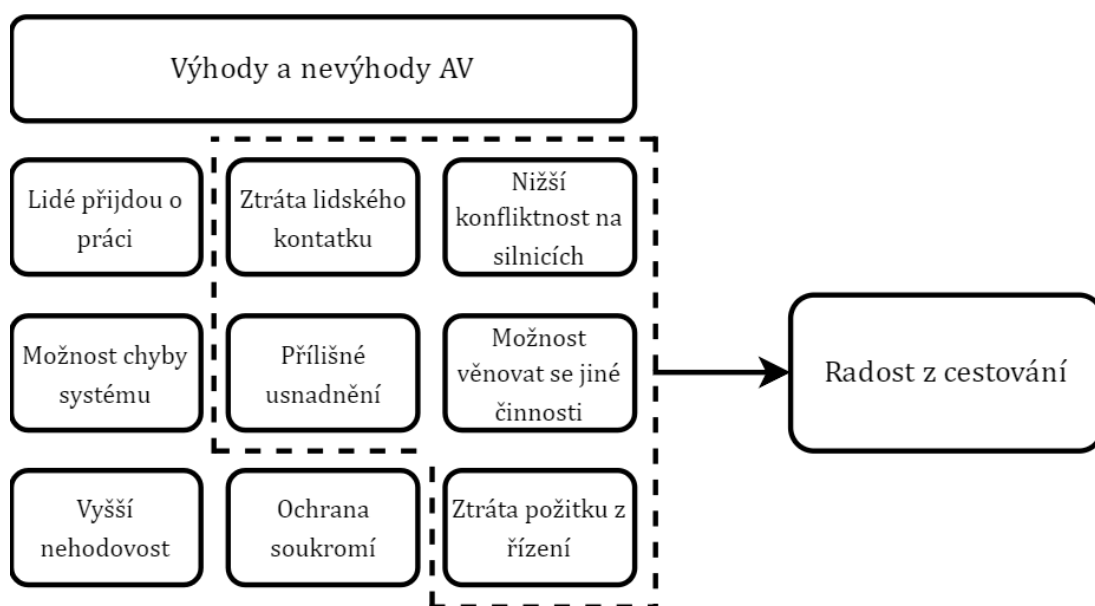 Výhody a nevýhody AV
Lidé přijdou o
práci
Ztráta lidského
kontatku
Nižší
konfliktnost na
silnicích
Možnost chyby
systému
Přílišné
usnadnění
Možnost
věnovat se jiné
činnosti
Radost z cestování
Vyšší
nehodovost
Ochrana
soukromí
Ztráta požitku z
řízení